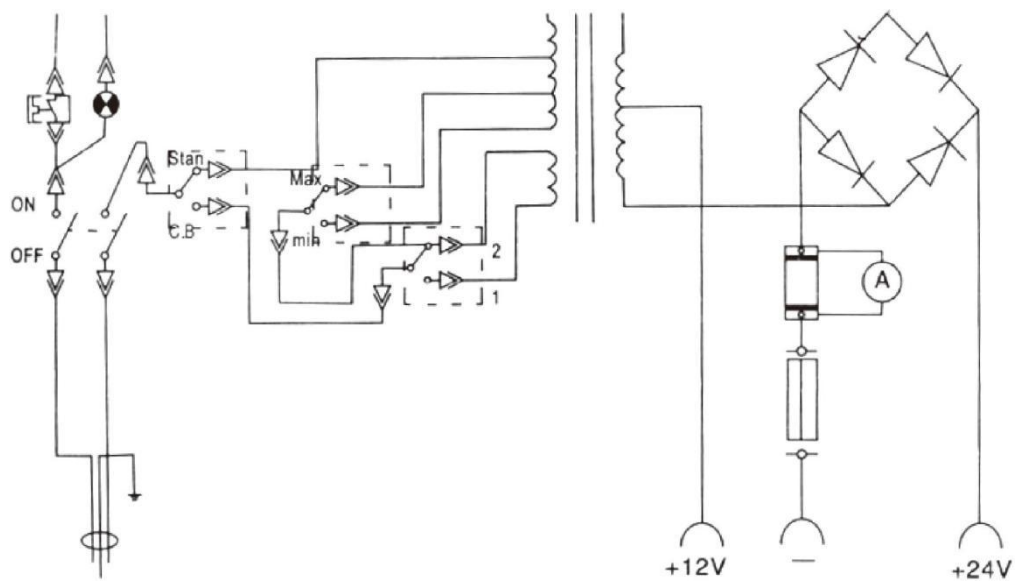 Stan
ON
Max
C.B
min
OFF
2
1
A
+12V
—
+24V